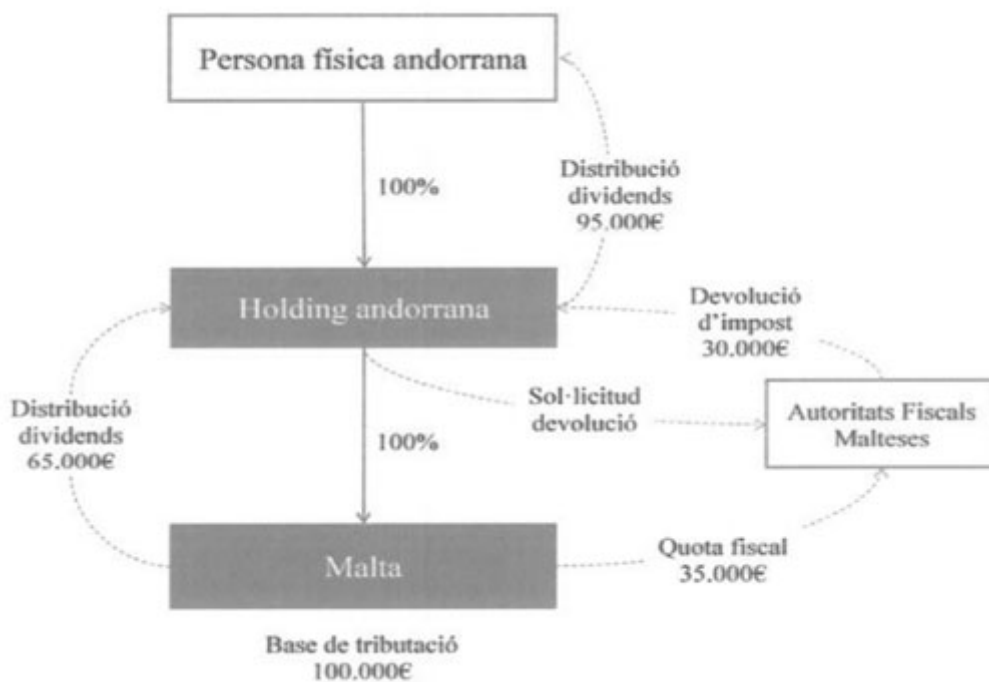 Persona física andorrana
100%
Distribució
dividends
95.000€
Holding andorrana
Devolució
d'impost
30.000€
Sol·licitud
devolució
Autoritats Fiscals
Malteses
Distribució
dividends
65.000€
100%
Malta
Quota fiscal
35.000€
Base de tributació
100.000€